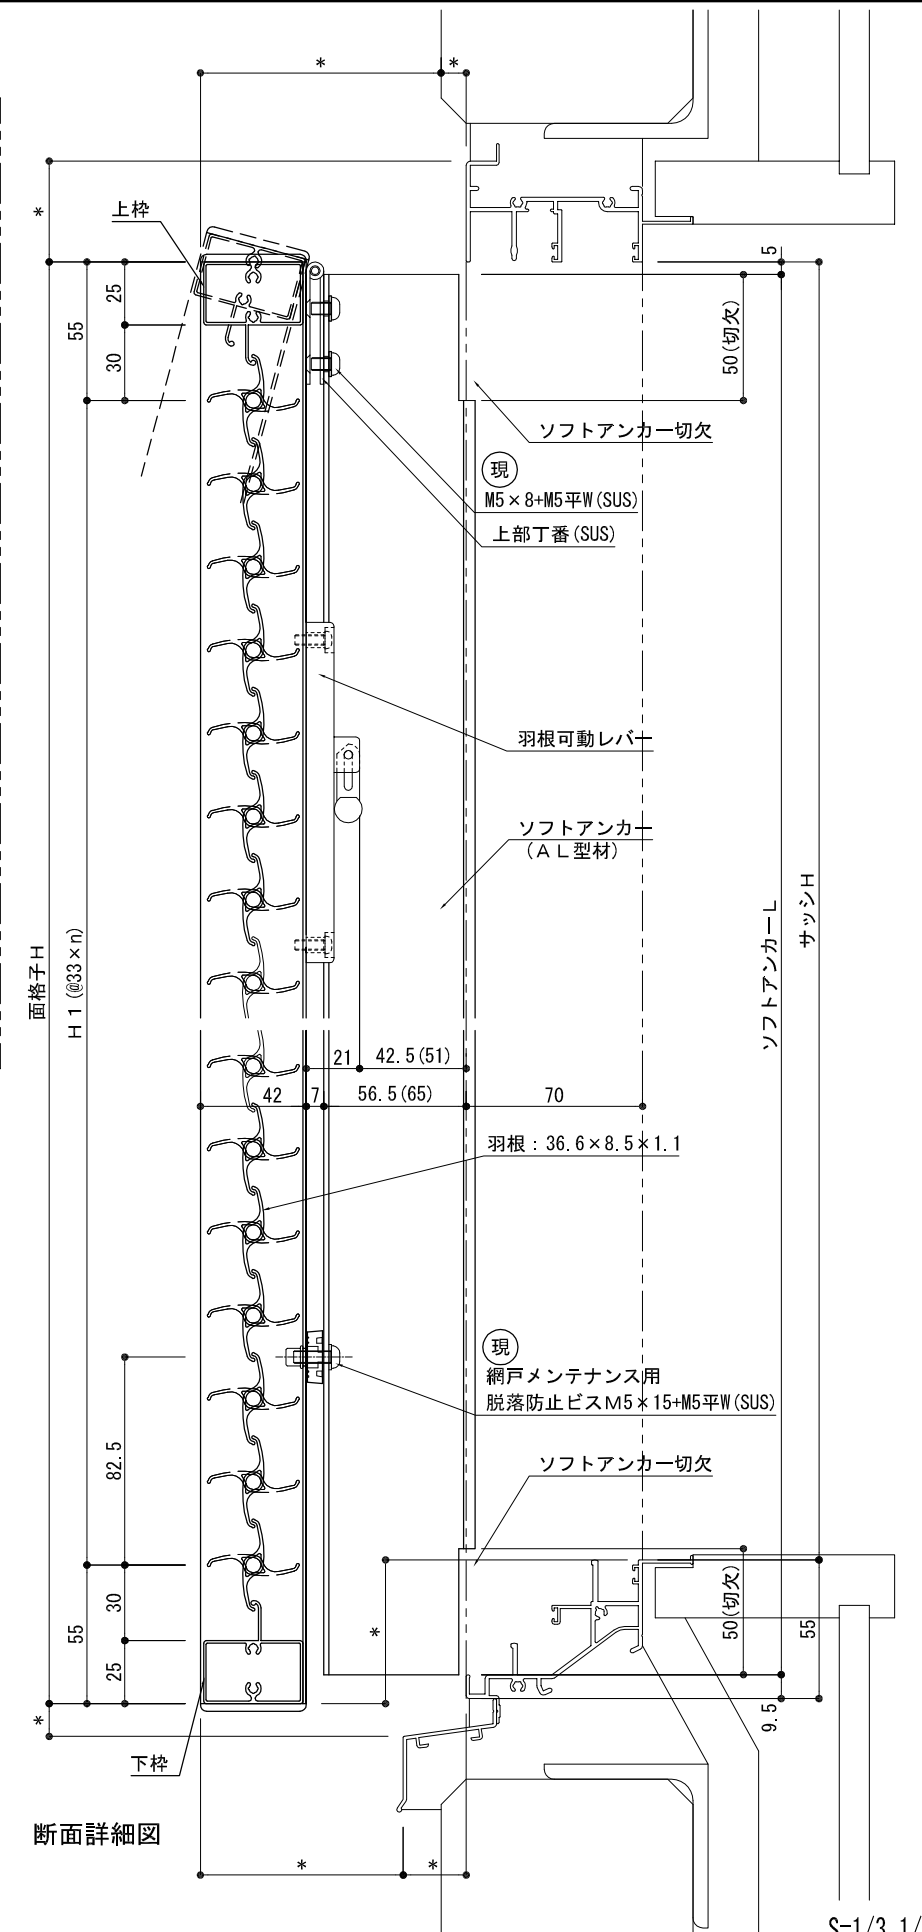 *
*
*
上枠
5
25
55
50(切欠)
30
ソフトアンカー切欠
現
M5×8+M5平W(SUS)
上部丁番(SUS)
羽根可動レバー
ソフトアンカー
(AL型材)
面格子H
H1(@33×n)
ソフトアンカーL
サッシH
21
42.5(51)
42
7
56.5(65)
70
羽根：36.6×8.5×1.1
現
網戸メンテナンス用
脱落防止ビスM5×15+M5平W(SUS)
82.5
ソフトアンカー切欠
30
55
*
50(切欠)
55
25
*
9.5
下枠
断面詳細図
*
*